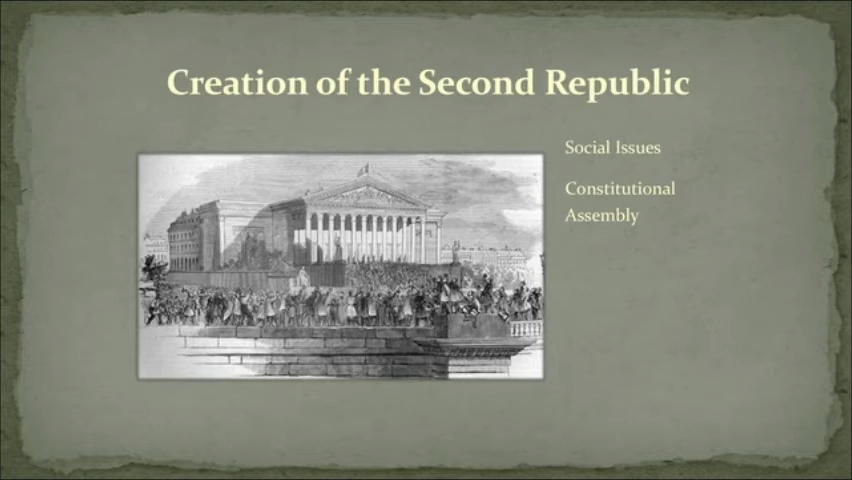 Creation of the Second Republic
Social Issues
Constitutional
Assembly